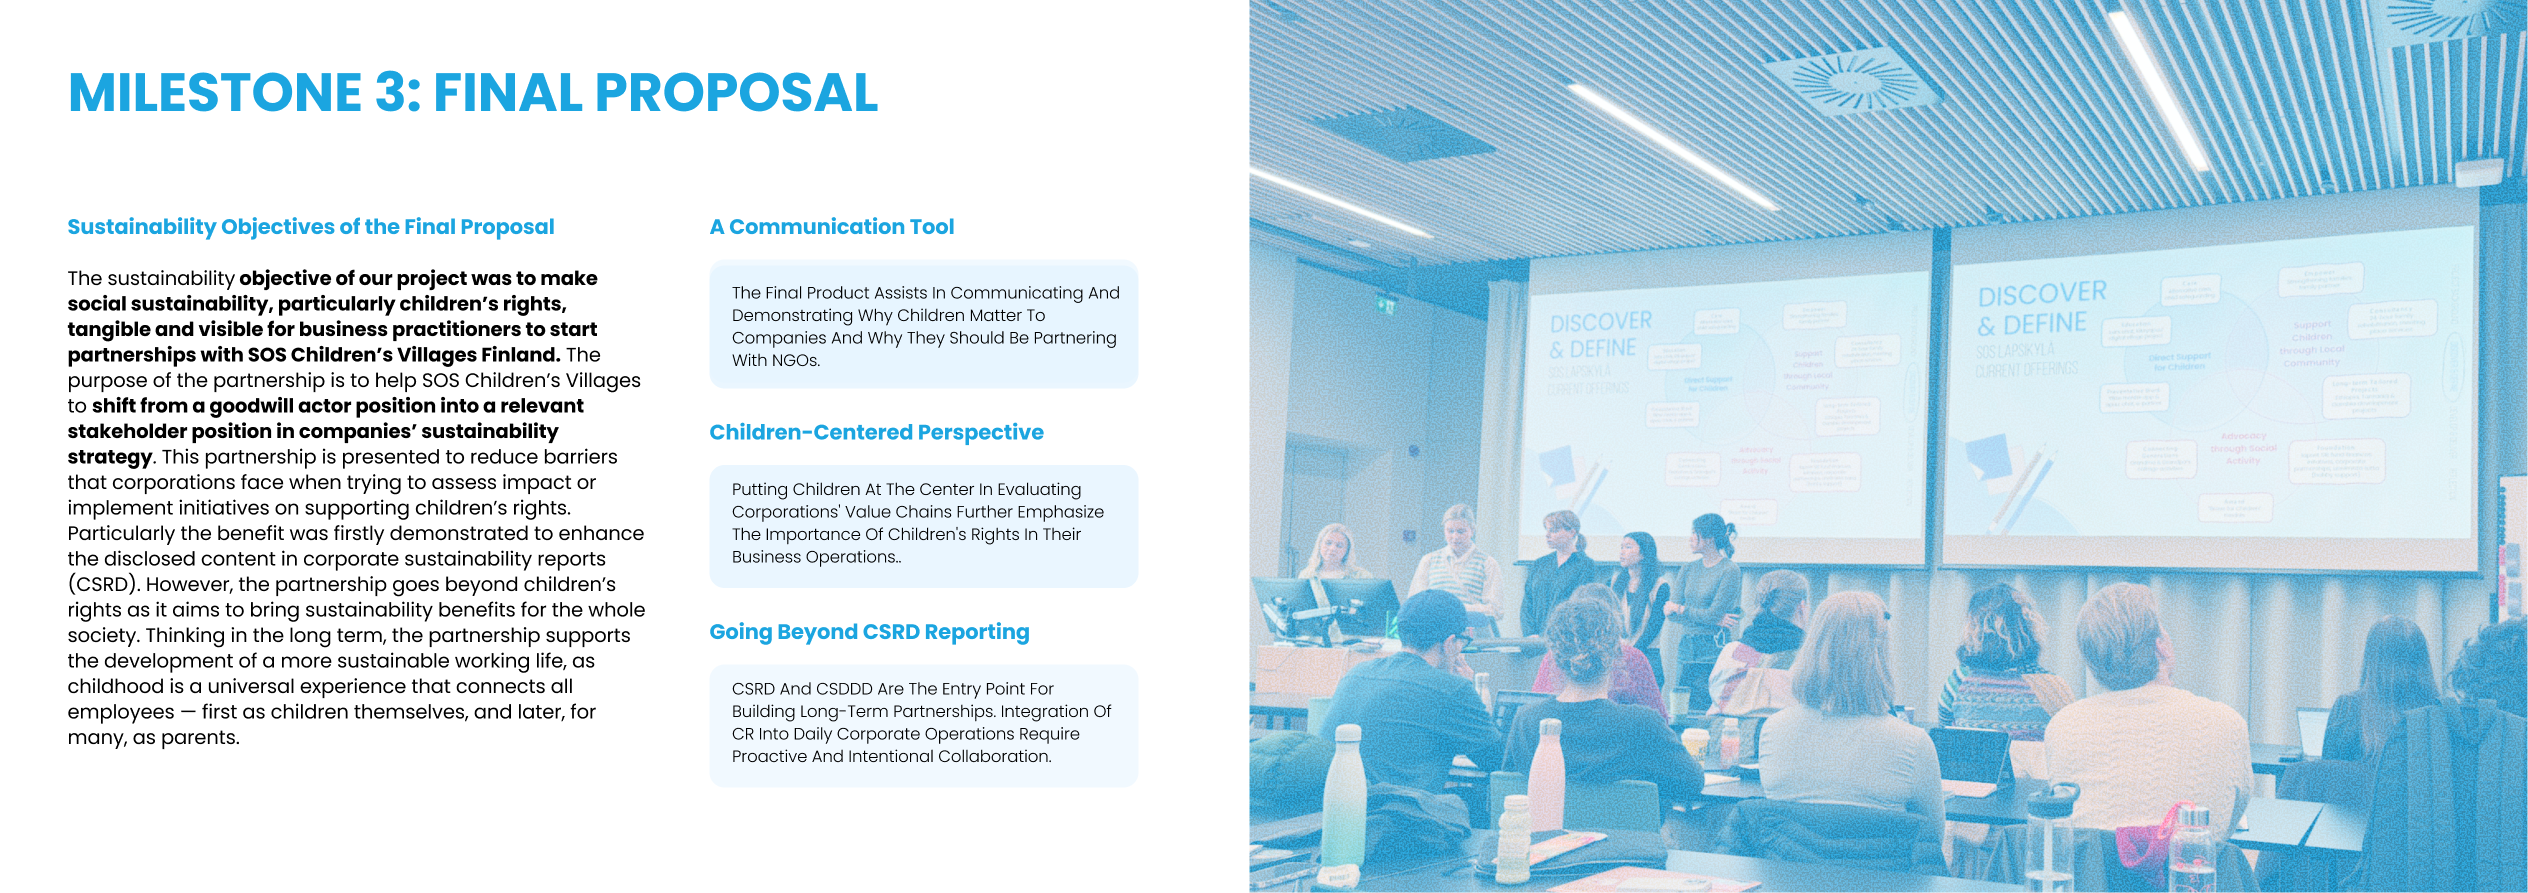 MILESTONE 3: FINAL PROPOSAL
Sustainability Objectives of the Final Proposal
The sustainability objective of our project was to make
social sustainability, particularly children’s rights,
tangible and visible for business practitioners to start
partnerships with SOS Children’s Villages Finland. The
purpose of the partnership is to help SOS Children’s Villages
to shift from a goodwill actor position into a relevant
stakeholder position in companies’ sustainability
strategy. This partnership is presented to reduce barriers
that corporations face when trying to assess impact or
implement initiatives on supporting children’s rights.
Particularly the benefit was firstly demonstrated to enhance
the disclosed content in corporate sustainability reports
(CSRD). However, the partnership goes beyond children’s
rights as it aims to bring sustainability benefits for the whole
society. Thinking in the long term, the partnership supports
the development of a more sustainable working life, as
childhood is a universal experience that connects all
employees — first as children themselves, and later, for
many, as parents.
A Communication Tool
The Final Product Assists In Communicating And
Demonstrating Why Children Matter To
Companies And Why They Should Be Partnering
With NGOs.
Children-Centered Perspective
Putting Children At The Center In Evaluating
Corporations' Value Chains Further Emphasize
The Importance Of Children's Rights In Their
Business Operations..
Going Beyond CSRD Reporting
CSRD And CSDDD Are The Entry Point For
Building Long-Term Partnerships. Integration Of
CR Into Daily Corporate Operations Require
Proactive And Intentional Collaboration.
DISCOVER
& DEFINE
SOS LAPSIKYLÄ
CURRENT OFFERINGS
Direct Support
for Children
Support
Children
through Local
Community
Advocacy
through Social
Activity
DISCOVER
& DEFINE
SOS LAPSIKYLÄ
CURRENT OFFERINGS
Direct Support
for Children
Support
Children
through Local
Community
Advocacy
through Social
Activity